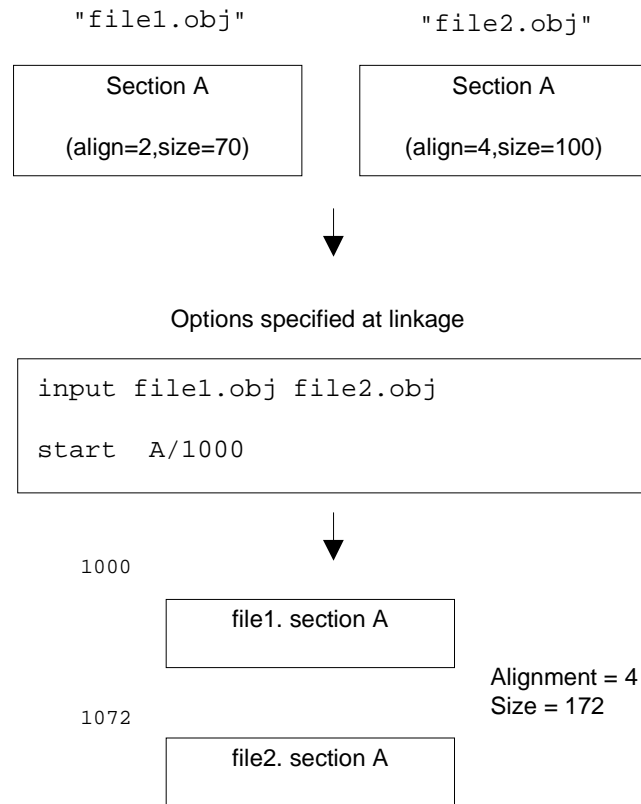 "file1.obj" "file2.obj"
Section A
(align=2,size=70)
Section A
(align=4,size=100)
Options specified at linkage
input file1.obj file2.obj
start A/1000
1000
file1. section A
Alignment = 4
Size = 172
1072
file2. section A